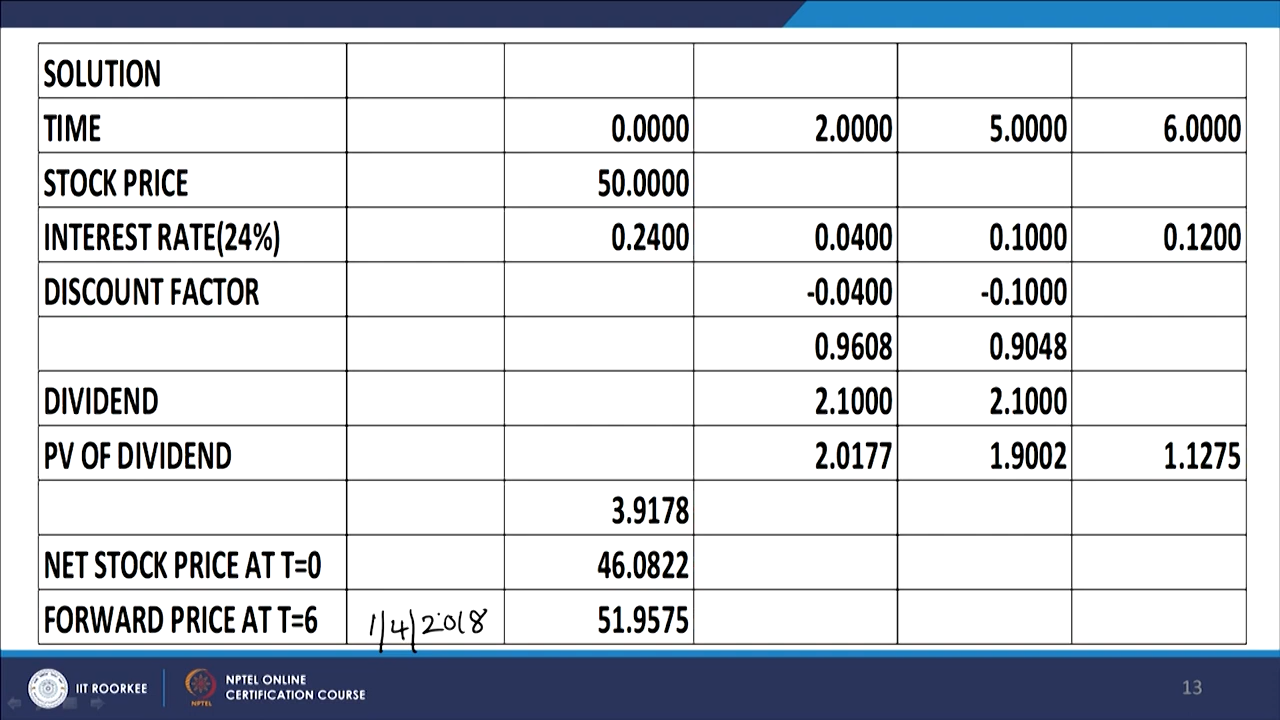 SOLUTION
TIME 0.0000 2.0000 5.0000 6.0000
STOCK PRICE 50.0000
INTEREST RATE(24%) 0.2400 0.0400 0.1000 0.1200
DISCOUNT FACTOR -0.0400 -0.1000
0.9608 0.9048
DIVIDEND 2.1000 2.1000
PV OF DIVIDEND 2.0177 1.9002 1.1275
3.9178
NET STOCK PRICE AT T=0 46.0822
FORWARD PRICE AT T=6 1/4/2018 51.9575
IIT ROORKEE
NPTEL ONLINE
CERTIFICATION COURSE
NPTEL
13